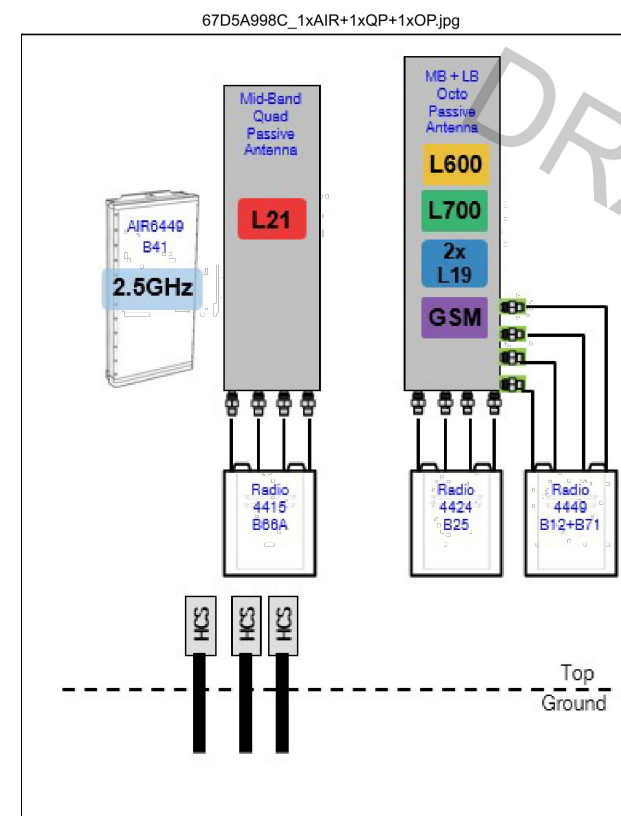 67D5A998C_1xAIR+1xQP+1xOP.jpg
Mid-Band
Quad
Passive
Antenna
L21
MB + LB
Octo
Passive
Antenna
L600
L700
2x
L19
GSM
AIR6449
B41
2.5GHz
Radio
4415
B66A
Radio
4424
B25
Radio
4449
B12+B71
HCS
HCS
HCS
Top
Ground